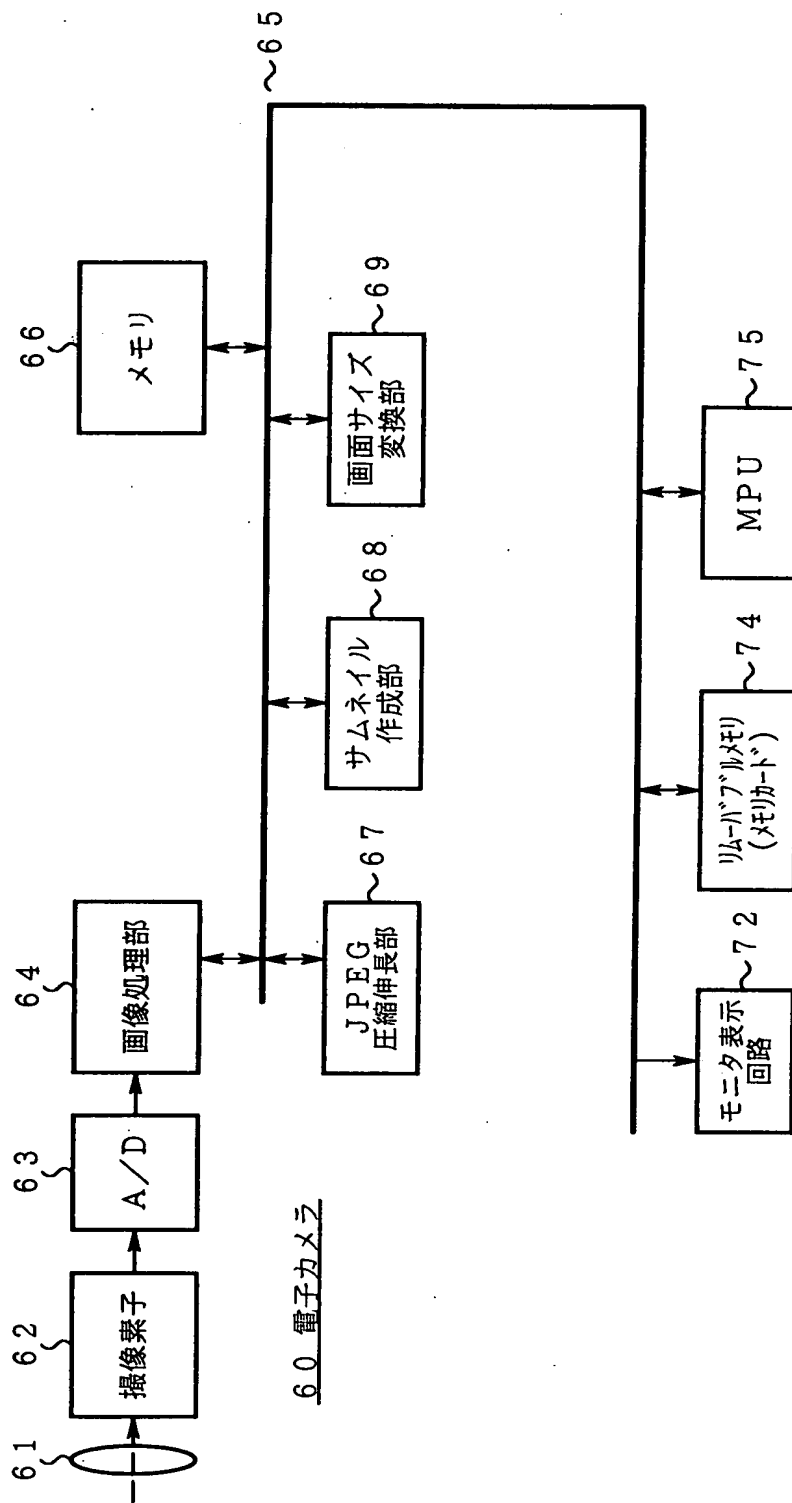 61
62
撮像素子
63
A/D
64
画像処理部
65
66
メモリ
JPEG
圧縮伸長部
67
サムネイル
作成部
68
画面サイズ
変換部
69
60 電子カメラ
モニタ表示
回路
72
リムーバブルメモリ
(メモリカード)
74
MPU
75